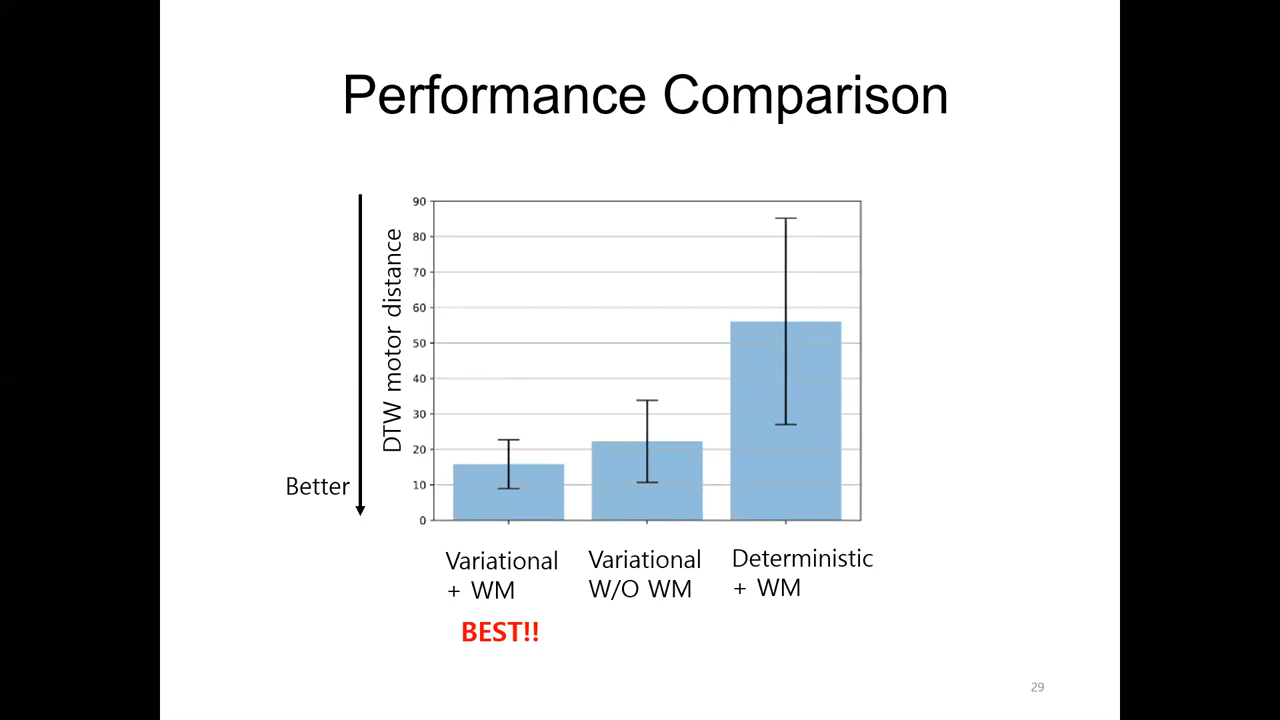 Performance Comparison
90
80
70
60
50
40
30
20
10
0
DTW motor distance
Better
Variational
+ WM
Variational
W/O WM
Deterministic
+ WM
BEST!!
29